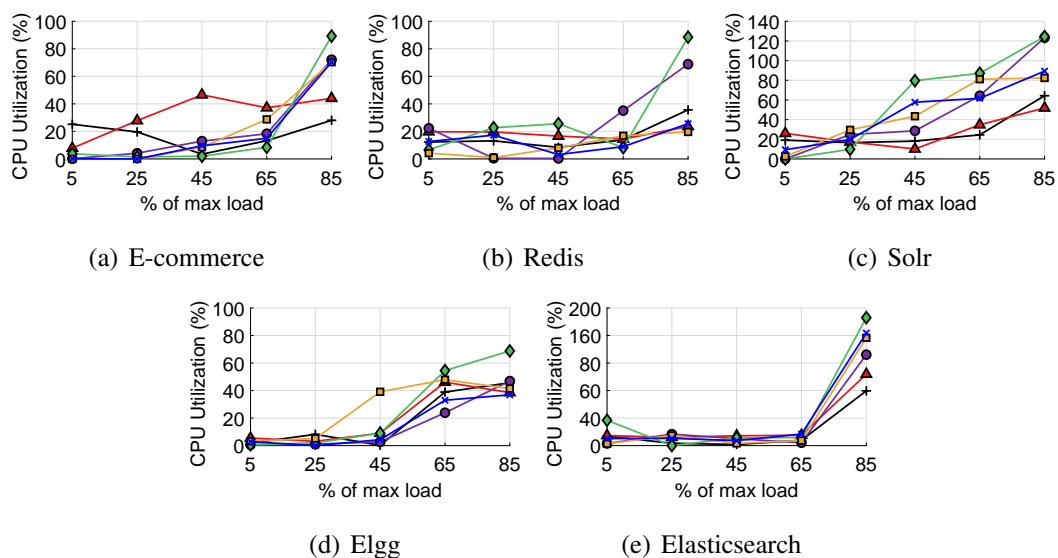 CPU Utilization (%)
100
80
60
40
20
0
5 25 45 65 85
% of max load
(a) E-commerce
CPU Utilization (%)
100
80
60
40
20
0
5 25 45 65 85
% of max load
(b) Redis
CPU Utilization (%)
140
120
100
80
60
40
20
0
5 25 45 65 85
% of max load
(c) Solr
CPU Utilization (%)
100
80
60
40
20
0
5 25 45 65 85
% of max load
(d) Elgg
CPU Utilization (%)
200
160
120
80
40
0
5 25 45 65 85
% of max load
(e) Elasticsearch